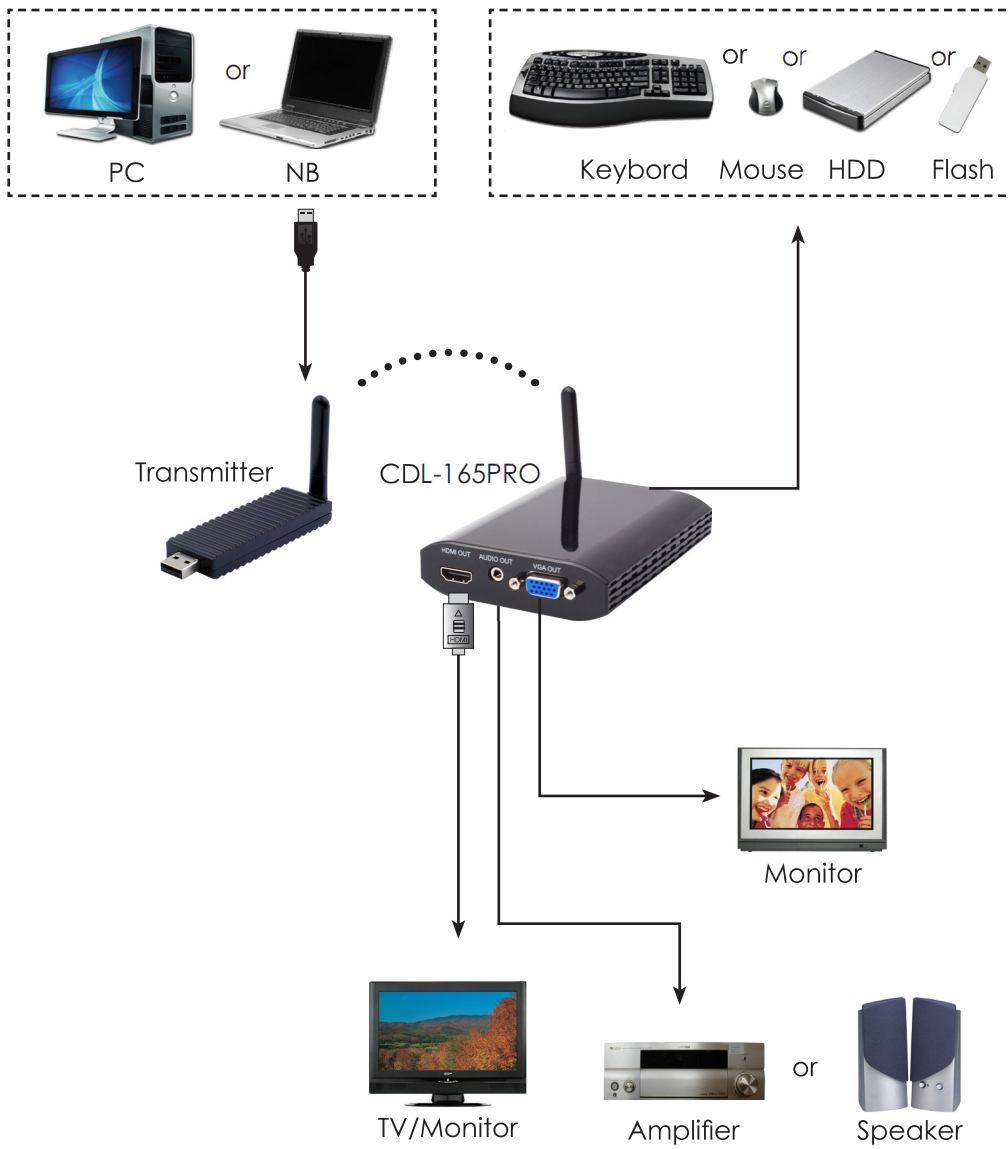 or
or
or
or
PC
NB
Keybord
Mouse
HDD
Flash
Transmitter
CDL-165PRO
HDMI OUT
AUDIO OUT
VGA OUT
HDMI
Monitor
or
TV/Monitor
Amplifier
Speaker